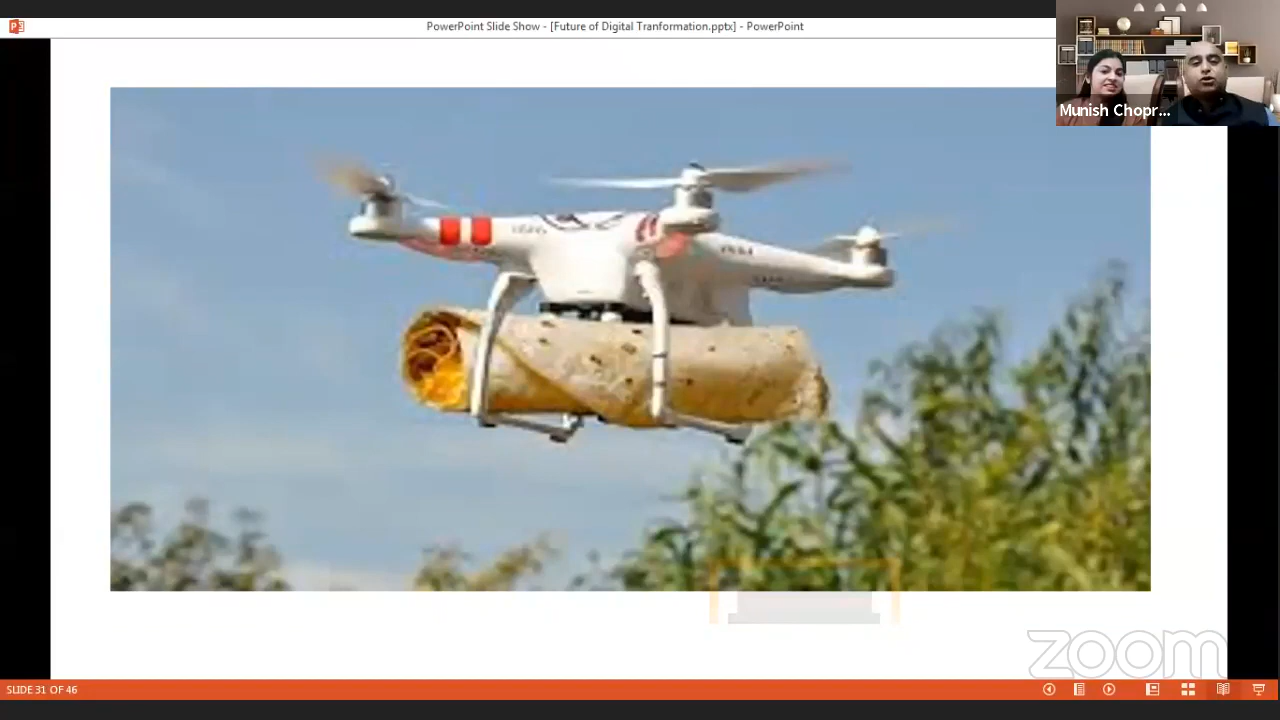 PowerPoint Slide Show - [Future of Digital Tranformation.pptx] - PowerPoint
Munish Chopr...
zoom
SLIDE 31 OF 46